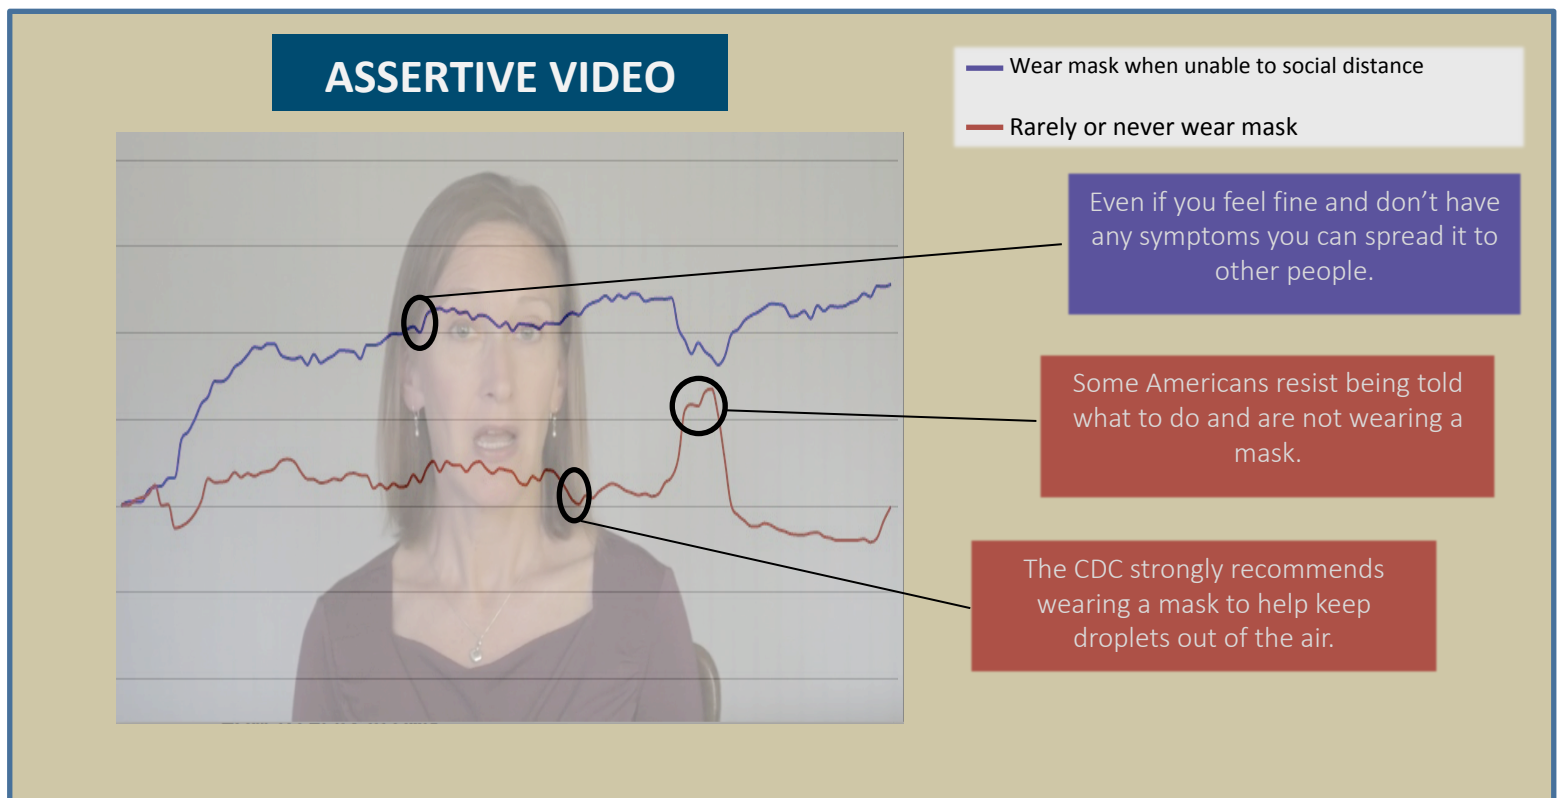 ASSERTIVE VIDEO
Wear mask when unable to social distance
Rarely or never wear mask
Even if you feel fine and don’t have
any symptoms you can spread it to
other people.
Some Americans resist being told
what to do and are not wearing a
mask.
The CDC strongly recommends
wearing a mask to help keep
droplets out of the air.